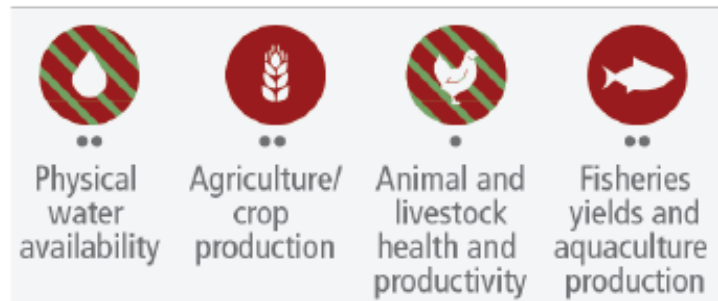 Physical
water
availability
Agriculture/
crop
production
Animal and
livestock
health and
productivity
Fisheries
yields and
aquaculture
production